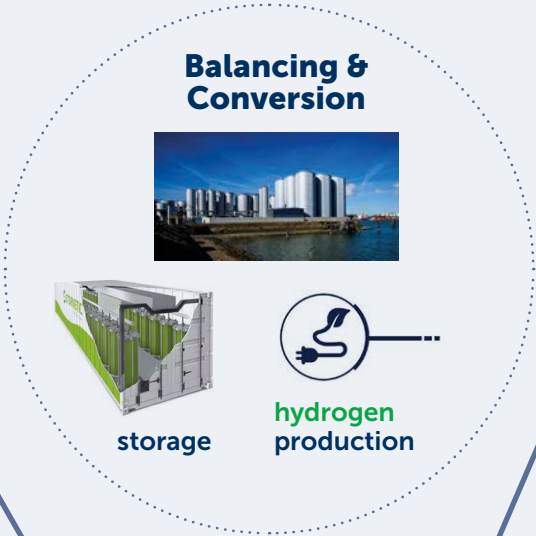 Balancing &
Conversion
storage
hydrogen
production